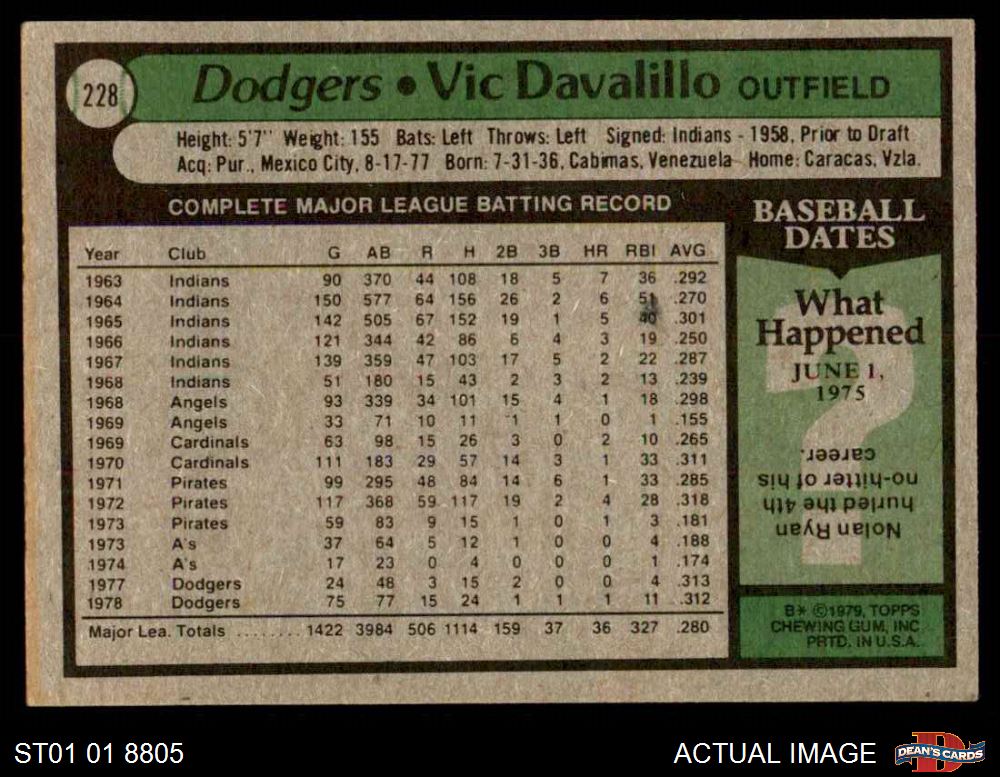 228
Dodgers • Vic Davalillo OUTFIELD
Height: 5'7" Weight: 155 Bats: Left Throws: Left Signed: Indians - 1958, Prior to Draft
Acq: Pur., Mexico City, 8-17-77 Born: 7-31-36, Cabimas, Venezuela Home: Caracas, Vzla.
COMPLETE MAJOR LEAGUE BATTING RECORD
Year Club G AB R H 2B 3B HR RBI AVG
1963 Indians 90 370 44 108 18 5 7 36 .292
1964 Indians 150 577 64 156 26 2 6 51 .270
1965 Indians 142 505 67 152 19 1 5 40 .301
1966 Indians 121 344 42 86 6 4 3 19 .250
1967 Indians 139 359 47 103 17 5 2 22 .287
1968 Indians 51 180 15 43 2 3 2 13 .239
1968 Angels 93 339 34 101 15 4 1 18 .298
1969 Angels 33 71 10 11 1 1 0 1 .155
1969 Cardinals 63 98 15 26 3 0 2 10 .265
1970 Cardinals 111 183 29 57 14 3 1 33 .311
1971 Pirates 99 295 48 84 14 6 1 33 .285
1972 Pirates 117 368 59 117 19 2 4 28 .318
1973 Pirates 59 83 9 15 1 0 1 3 .181
1973 A's 37 64 5 12 1 0 0 4 .188
1974 A's 17 23 0 4 0 0 0 1 .174
1977 Dodgers 24 48 3 15 2 0 0 4 .313
1978 Dodgers 75 77 15 24 1 1 1 11 .312
Major Lea. Totals ........ 1422 3984 506 1114 159 37 36 327 .280
BASEBALL
DATES
What
Happened
JUNE 1,
1975
?
Nolan Ryan
hurled the 4th
no-hitter of his
career.
B* ©1979, TOPPS
CHEWING GUM, INC.
PRTD. IN U.S.A.
ST01 01 8805
ACTUAL IMAGE
D
DEAN'S CARDS